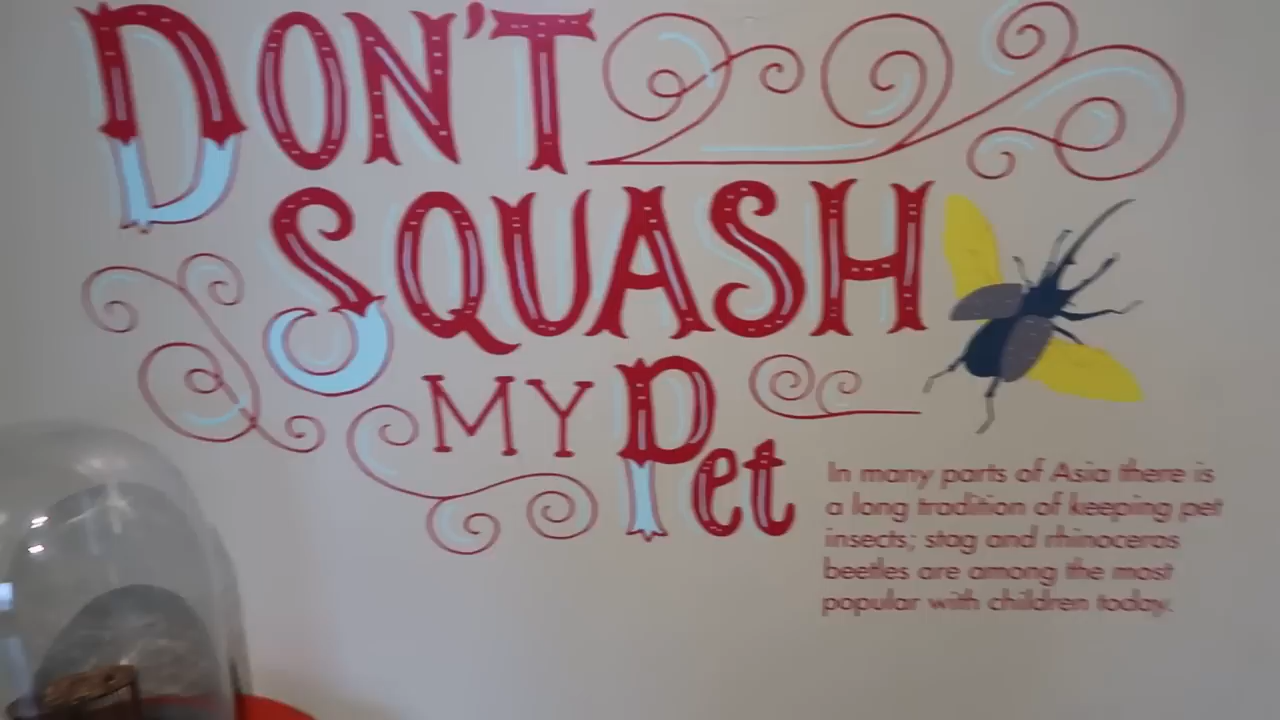 DON'T
SQUASH
MY Pet
In many parts of Asia there is
a long tradition of keeping pet
insects; stag and rhinoceros
beetles are among the most
popular with children today.